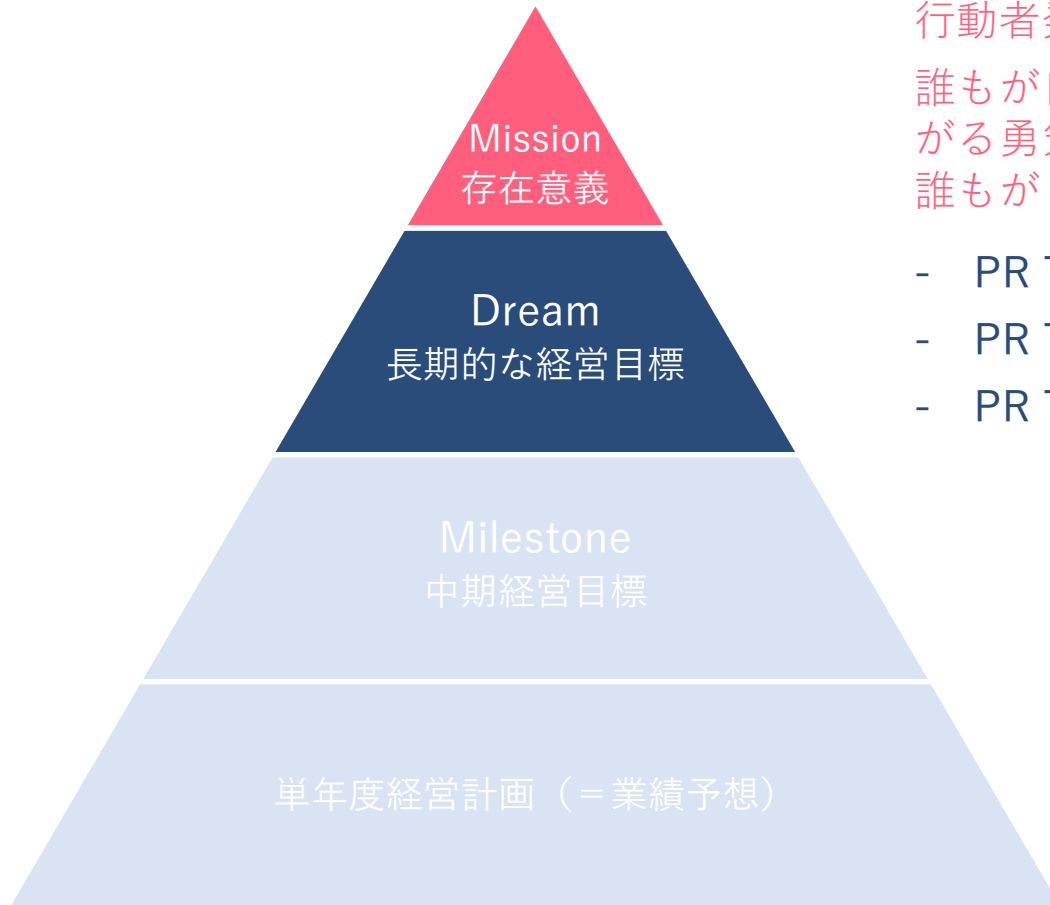 Mission
存在意義
Dream
長期的な経営目標
Milestone
中期経営目標
単年度経営計画（＝業績予想）
行動者
誰もが
がる勇
誰もが
- PR
- PR
- PR